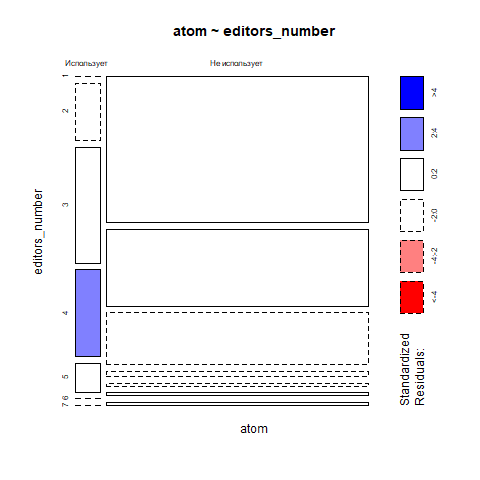 atom ~ editors_number
Использует
Не использует
1
2
3
4
5
6
7
editors_number
atom
>4
2:4
0:2
-2:0
-4:-2
<-4
Standardized
Residuals: